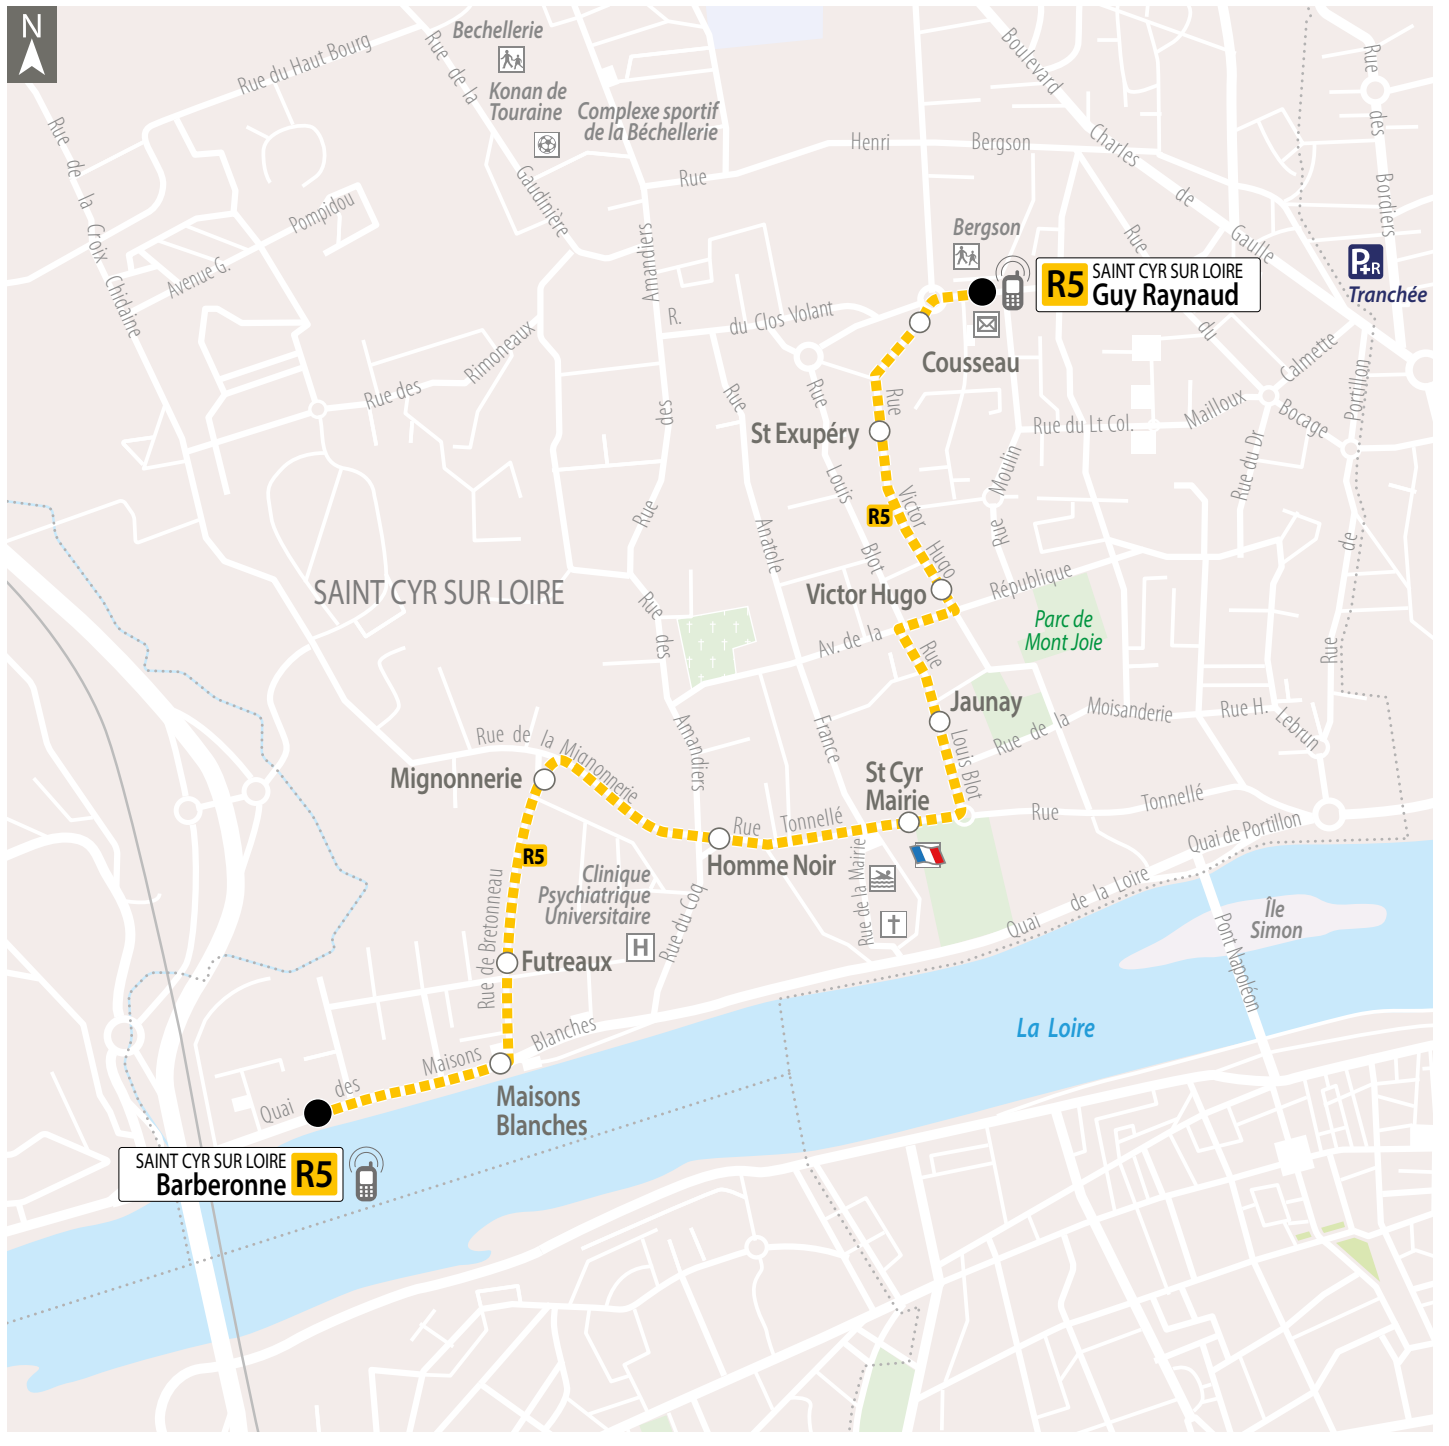 N
Bechellerie
Konan de
Touraine
Complexe sportif
de la Béchellerie
Rue du Haut Bourg
Rue de la
Gaudinière
Rue de la Croix Chidaine
Pompidou
Avenue G.
Rue des Rimoneaux
Boulevard
Charles de Gaulle
Rue Henri Bergson
Rue des Bordiers
P+R
Tranchée
Bergson
R5
SAINT CYR SUR LOIRE
Guy Raynaud
Cousseau
R. du Clos Volant
Amandiers
des
Rue
Rue du Dr
Calmette
Bocage
Mailloux
Rue du Lt Col.
Rue du
Portillon
de
Rue
St Exupéry
Rue Victor Hugo
R5
Rue Louis Blot
Rue Anatole
France
Moulin
Rue
SAINT CYR SUR LOIRE
Victor Hugo
République
Av. de la
Parc de
Mont Joie
Rue des
Amandiers
Rue
Louis Blot
Jaunay
Rue de la
Moisanderie
Rue H.
Lebrun
Rue de la Mignonnerie
Mignonnerie
St Cyr
Mairie
Rue Tonnellé
Rue Tonnellé
Homme Noir
R5
Clinique
Psychiatrique
Universitaire
H
Rue de Bretonneau
Rue du Coq
Rue de la Mairie
Quai de la Loire
Quai de Portillon
Île
Simon
Pont Napoléon
Futreaux
La Loire
Quai des Maisons Blanches
Maisons
Blanches
SAINT CYR SUR LOIRE
Barberonne
R5